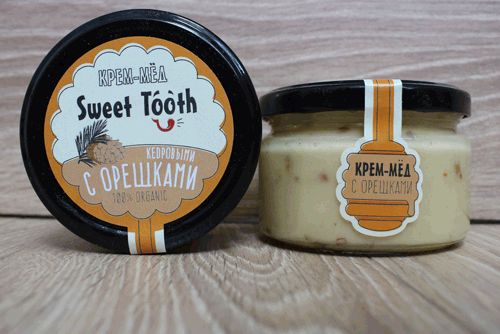 КРЕМ-МЁД
Sweet Tooth
КЕДРОВЫМИ
С ОРЕШКАМИ
100% ORGANIC
КРЕМ-МЁД
С ОРЕШКАМИ